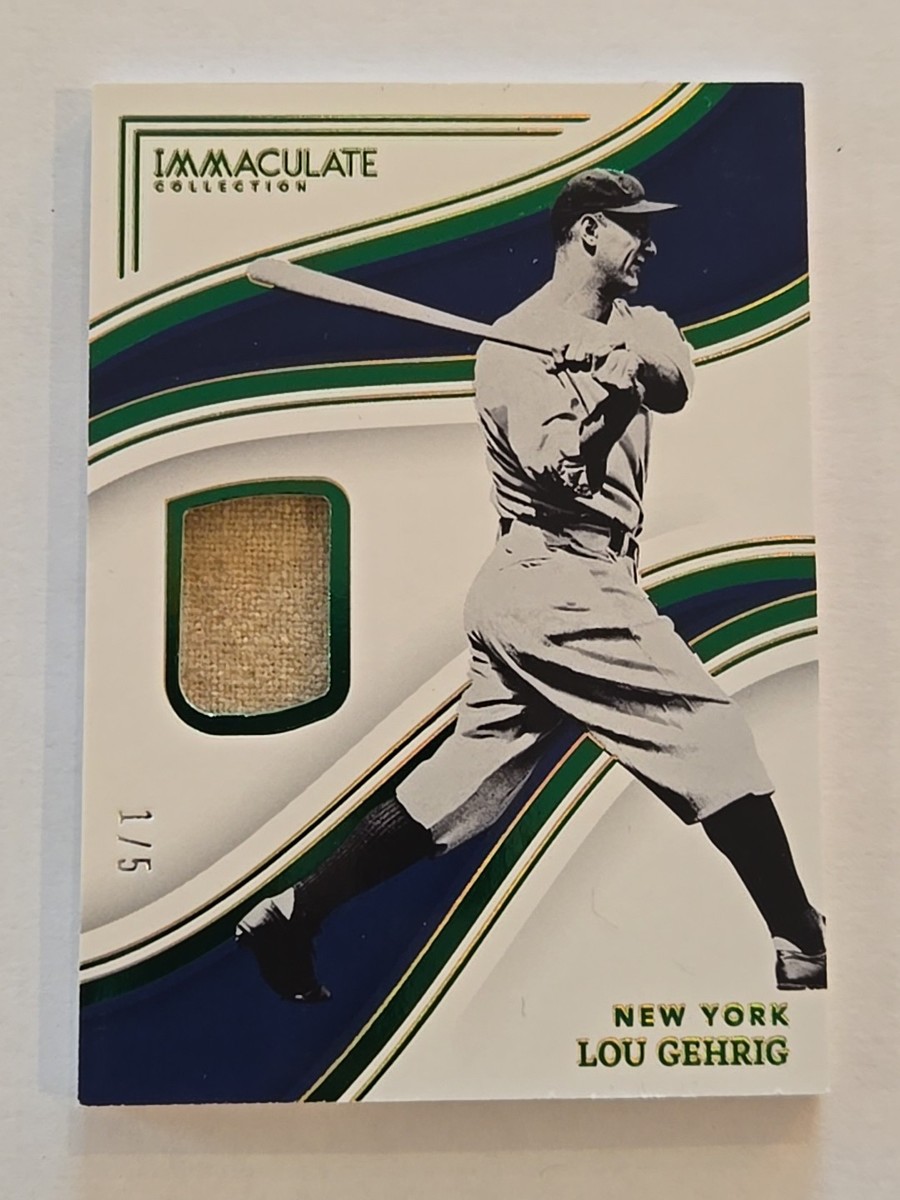 IMMACULATE
COLLECTION
1/5
NEW YORK
LOU GEHRIG